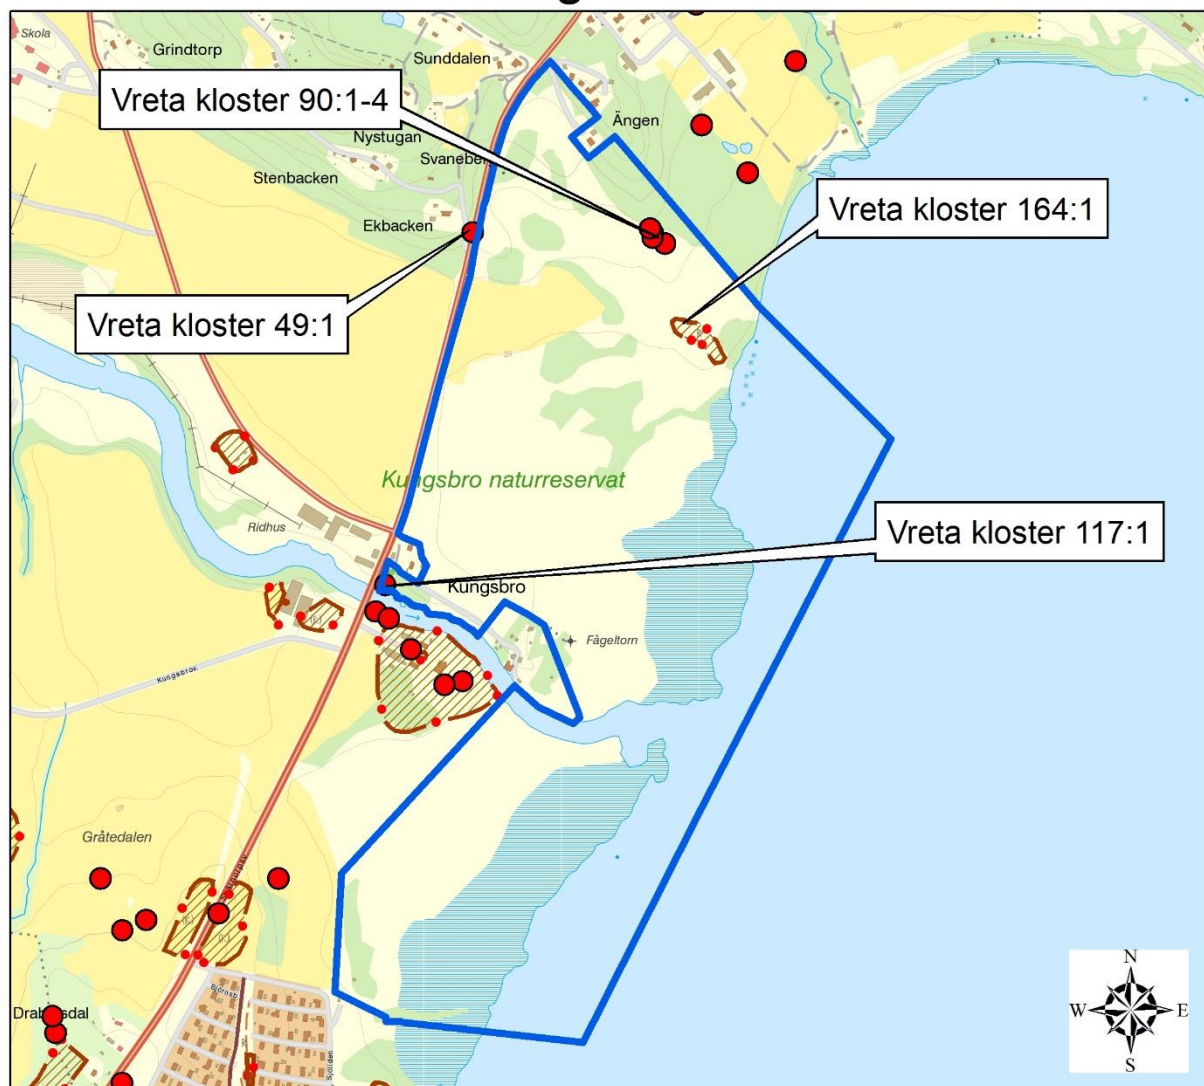 Skola
Grindtorp
Sunddalen
Vreta kloster 90:1-4
Ängen
Nystugan
Stenbacken
Vreta kloster 164:1
Ekbacken
Vreta kloster 49:1
Kungsbro naturreservat
Ridhus
Vreta kloster 117:1
Kungsbro
Fågeltorn
Kungsbrov.
Gråtedalen
N
W
E
S